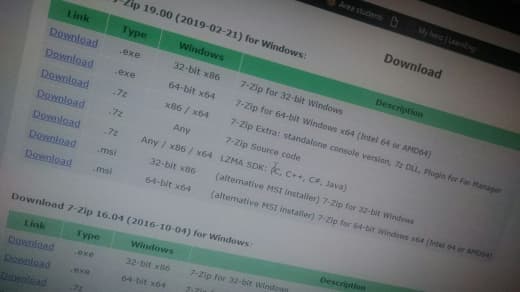 Area studenti
My hero | Learning
Download
7-Zip 19.00 (2019-02-21) for Windows:
Link Type Windows Description
Download .exe 32-bit x86 7-Zip for 32-bit Windows
Download .exe 64-bit x64 7-Zip for 64-bit Windows x64 (Intel 64 or AMD64)
Download .7z x86 / x64 7-Zip Extra: standalone console version, 7z DLL, Plugin for Far Manager
Download .7z Any 7-Zip Source code
Download .7z Any / x86 / x64 LZMA SDK: (C, C++, C#, Java)
Download .msi 32-bit x86 (alternative MSI installer) 7-Zip for 32-bit Windows
Download .msi 64-bit x64 (alternative MSI installer) 7-Zip for 64-bit Windows x64 (Intel 64 or AMD64)
Download 7-Zip 16.04 (2016-10-04) for Windows:
Link Type Windows Description
Download .exe 32-bit x86 7-Zip for 32-bit Windows
Download .exe 64-bit x64